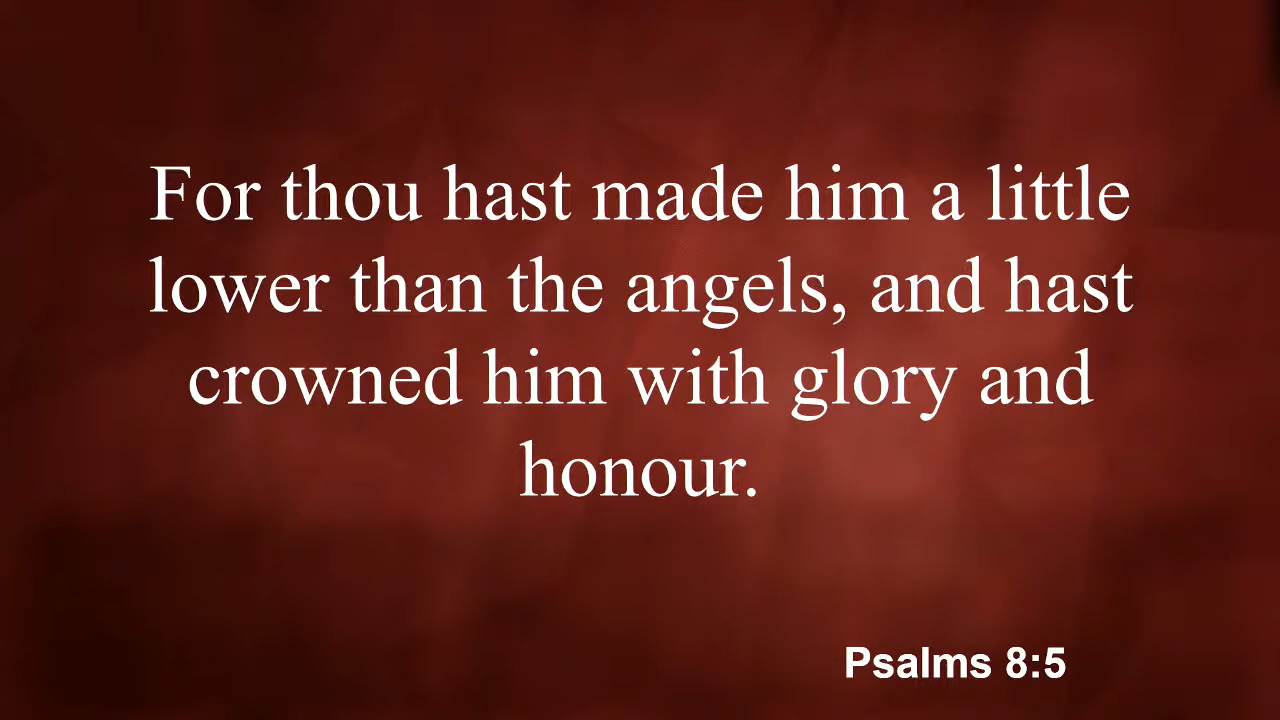 For thou hast made him a little
lower than the angels, and hast
crowned him with glory and
honour.
Psalms 8:5